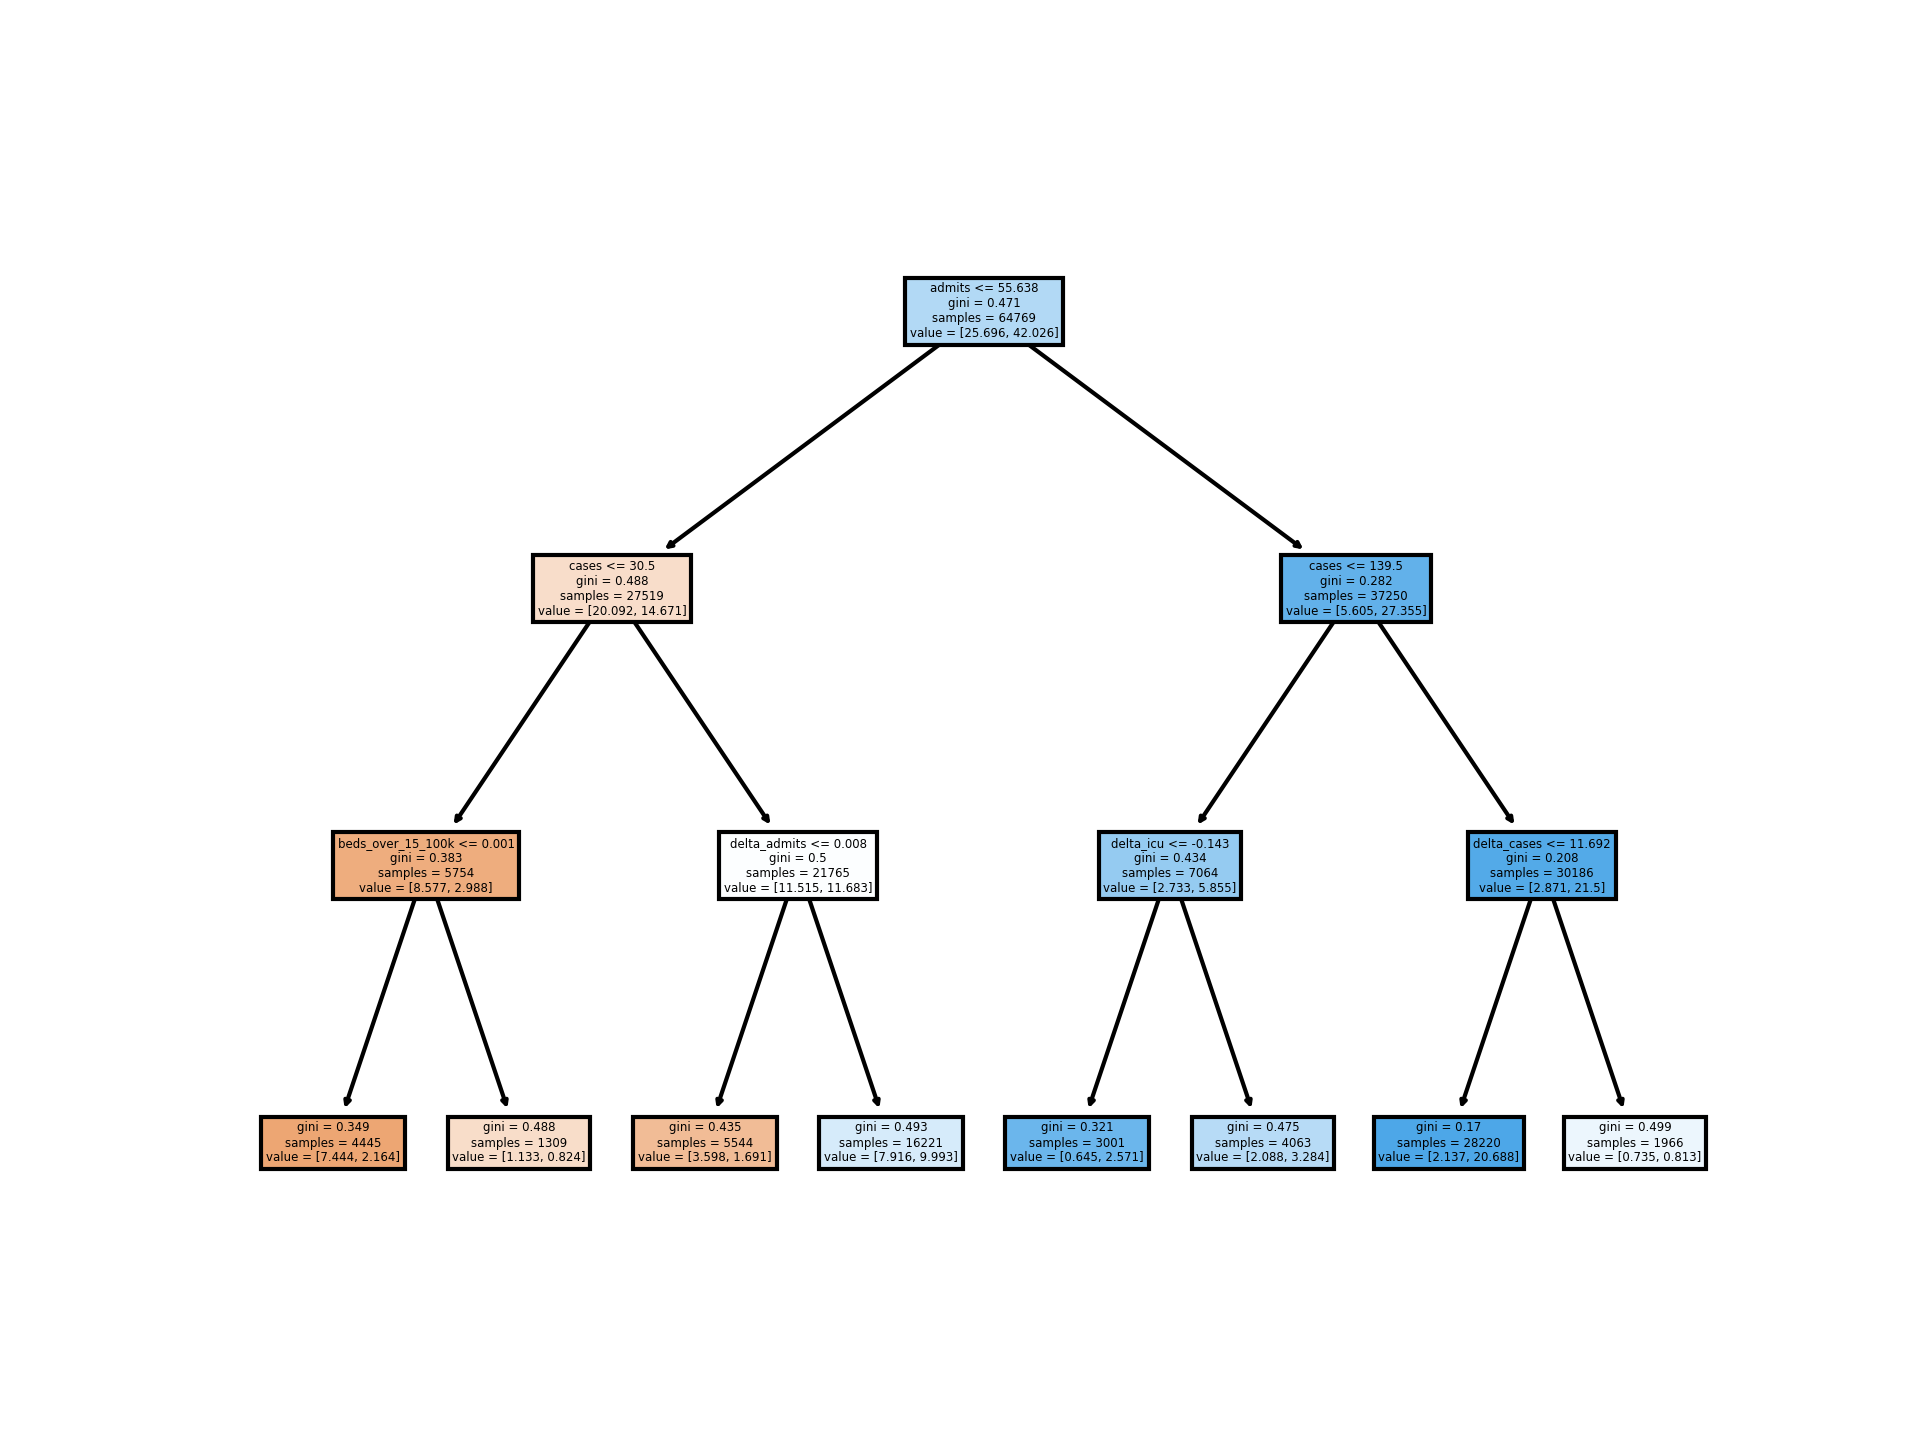 admits <= 55.638
gini = 0.471
samples = 64769
value = [25.696, 42.026]
cases <= 30.5
gini = 0.488
samples = 27519
value = [20.092, 14.671]
cases <= 139.5
gini = 0.282
samples = 37250
value = [5.605, 27.355]
beds_over_15_100k <= 0.001
gini = 0.383
samples = 5754
value = [8.577, 2.988]
delta_admits <= 0.008
gini = 0.5
samples = 21765
value = [11.515, 11.683]
delta_icu <= -0.143
gini = 0.434
samples = 7064
value = [2.733, 5.855]
delta_cases <= 11.692
gini = 0.208
samples = 30186
value = [2.871, 21.5]
gini = 0.349
samples = 4445
value = [7.444, 2.164]
gini = 0.488
samples = 1309
value = [1.133, 0.824]
gini = 0.435
samples = 5544
value = [3.598, 1.691]
gini = 0.493
samples = 16221
value = [7.916, 9.993]
gini = 0.321
samples = 3001
value = [0.645, 2.571]
gini = 0.475
samples = 4063
value = [2.088, 3.284]
gini = 0.17
samples = 28220
value = [2.137, 20.688]
gini = 0.499
samples = 1966
value = [0.735, 0.813]